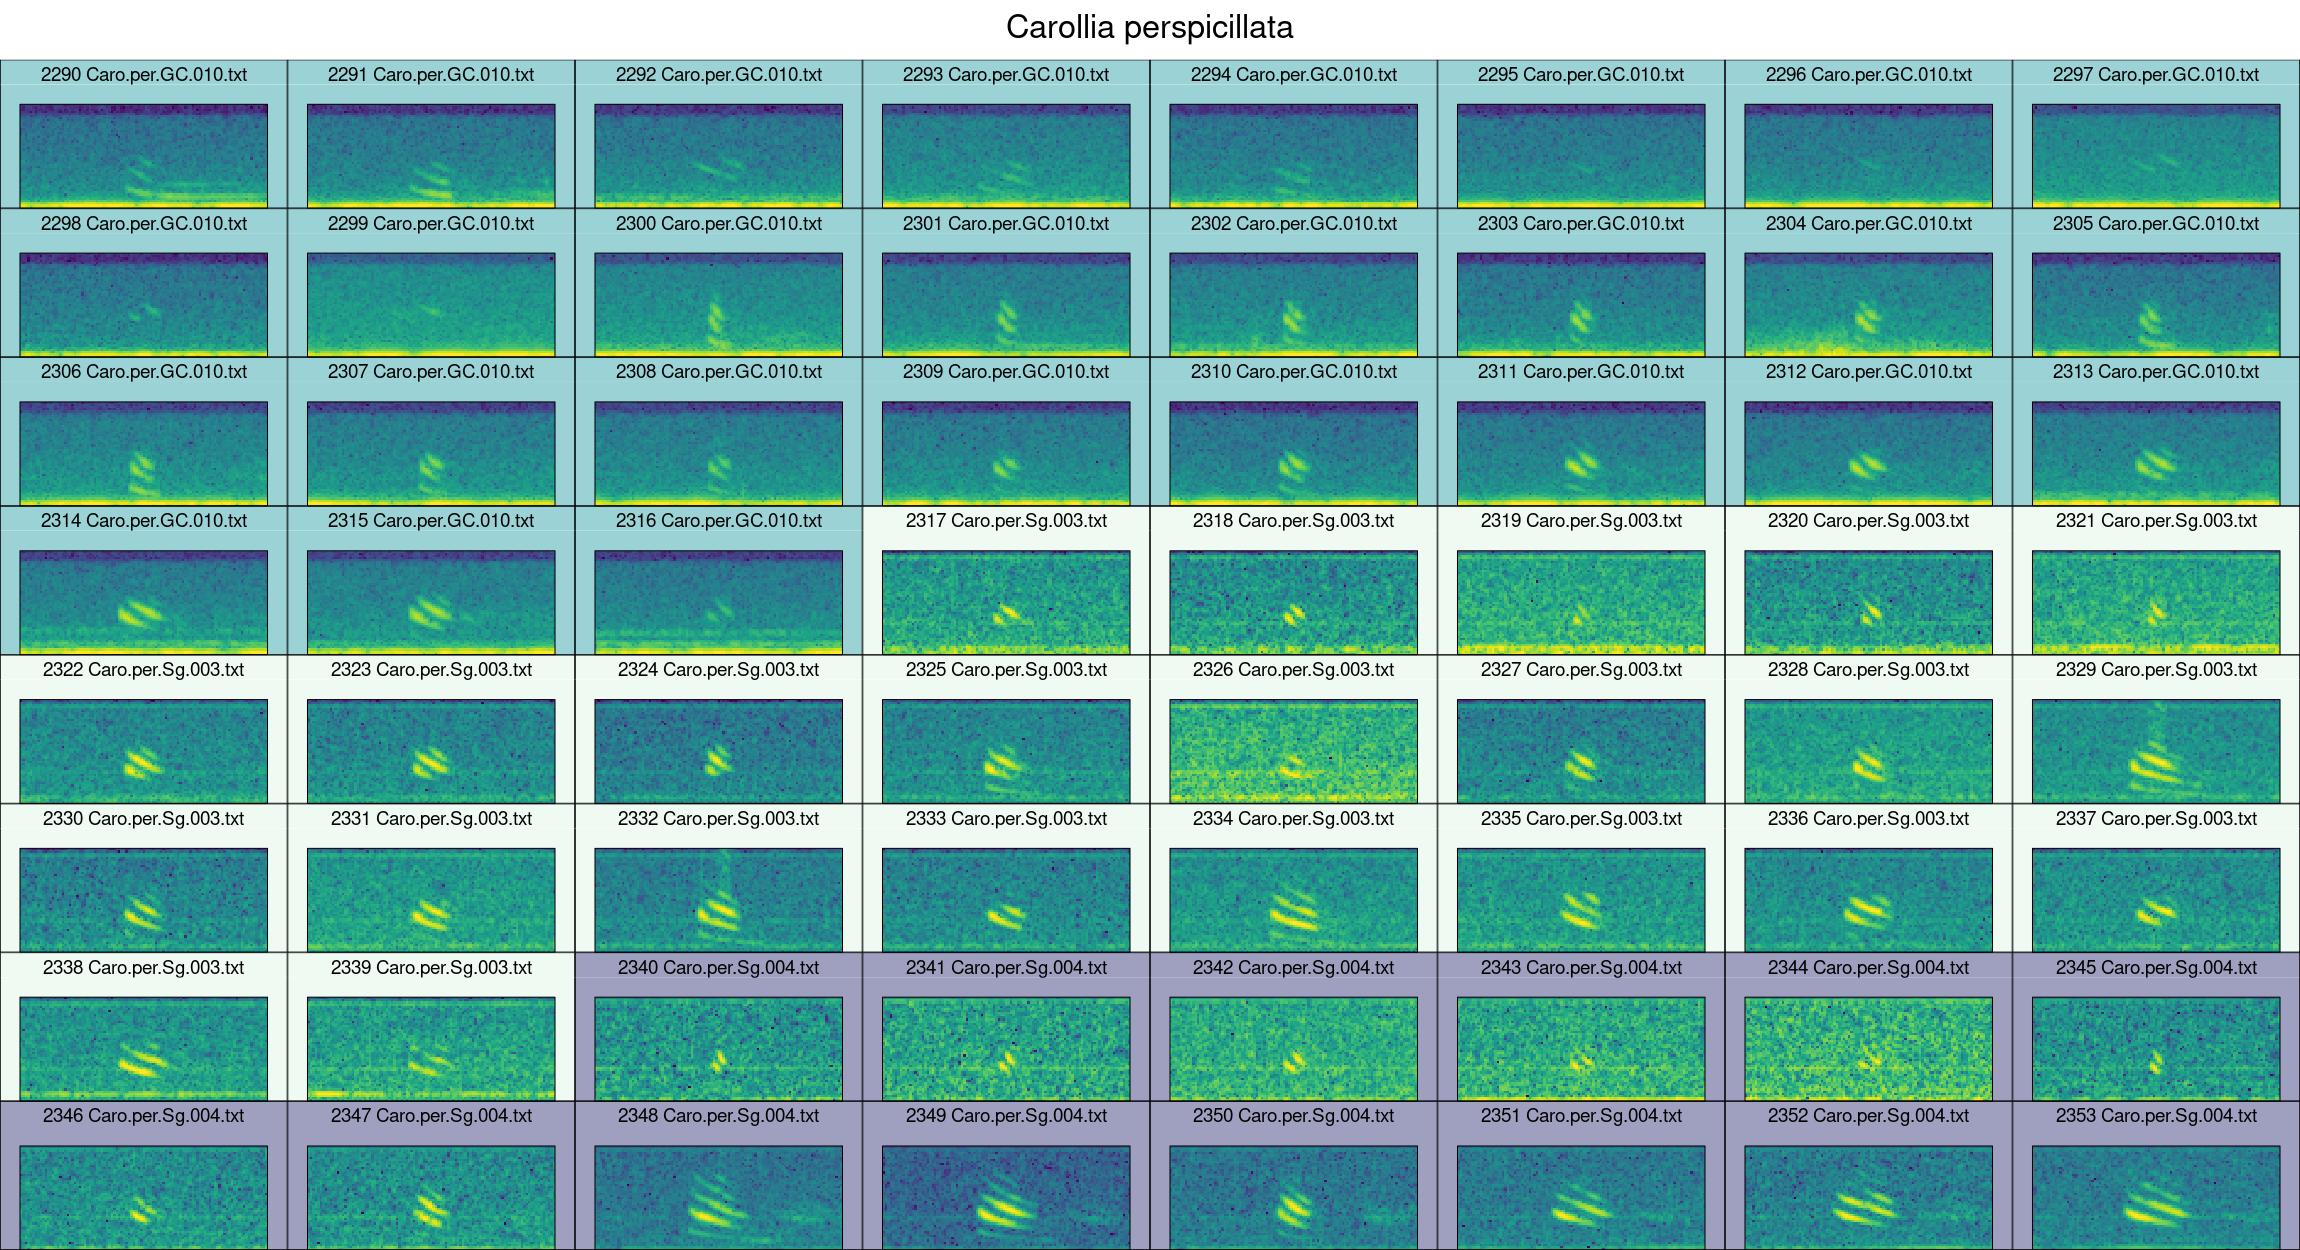 Carollia perspicillata
2290 Caro.per.GC.010.txt 2291 Caro.per.GC.010.txt 2292 Caro.per.GC.010.txt 2293 Caro.per.GC.010.txt 2294 Caro.per.GC.010.txt 2295 Caro.per.GC.010.txt 2296 Caro.per.GC.010.txt 2297 Caro.per.GC.010.txt
2298 Caro.per.GC.010.txt 2299 Caro.per.GC.010.txt 2300 Caro.per.GC.010.txt 2301 Caro.per.GC.010.txt 2302 Caro.per.GC.010.txt 2303 Caro.per.GC.010.txt 2304 Caro.per.GC.010.txt 2305 Caro.per.GC.010.txt
2306 Caro.per.GC.010.txt 2307 Caro.per.GC.010.txt 2308 Caro.per.GC.010.txt 2309 Caro.per.GC.010.txt 2310 Caro.per.GC.010.txt 2311 Caro.per.GC.010.txt 2312 Caro.per.GC.010.txt 2313 Caro.per.GC.010.txt
2314 Caro.per.GC.010.txt 2315 Caro.per.GC.010.txt 2316 Caro.per.GC.010.txt 2317 Caro.per.Sg.003.txt 2318 Caro.per.Sg.003.txt 2319 Caro.per.Sg.003.txt 2320 Caro.per.Sg.003.txt 2321 Caro.per.Sg.003.txt
2322 Caro.per.Sg.003.txt 2323 Caro.per.Sg.003.txt 2324 Caro.per.Sg.003.txt 2325 Caro.per.Sg.003.txt 2326 Caro.per.Sg.003.txt 2327 Caro.per.Sg.003.txt 2328 Caro.per.Sg.003.txt 2329 Caro.per.Sg.003.txt
2330 Caro.per.Sg.003.txt 2331 Caro.per.Sg.003.txt 2332 Caro.per.Sg.003.txt 2333 Caro.per.Sg.003.txt 2334 Caro.per.Sg.003.txt 2335 Caro.per.Sg.003.txt 2336 Caro.per.Sg.003.txt 2337 Caro.per.Sg.003.txt
2338 Caro.per.Sg.003.txt 2339 Caro.per.Sg.003.txt 2340 Caro.per.Sg.004.txt 2341 Caro.per.Sg.004.txt 2342 Caro.per.Sg.004.txt 2343 Caro.per.Sg.004.txt 2344 Caro.per.Sg.004.txt 2345 Caro.per.Sg.004.txt
2346 Caro.per.Sg.004.txt 2347 Caro.per.Sg.004.txt 2348 Caro.per.Sg.004.txt 2349 Caro.per.Sg.004.txt 2350 Caro.per.Sg.004.txt 2351 Caro.per.Sg.004.txt 2352 Caro.per.Sg.004.txt 2353 Caro.per.Sg.004.txt